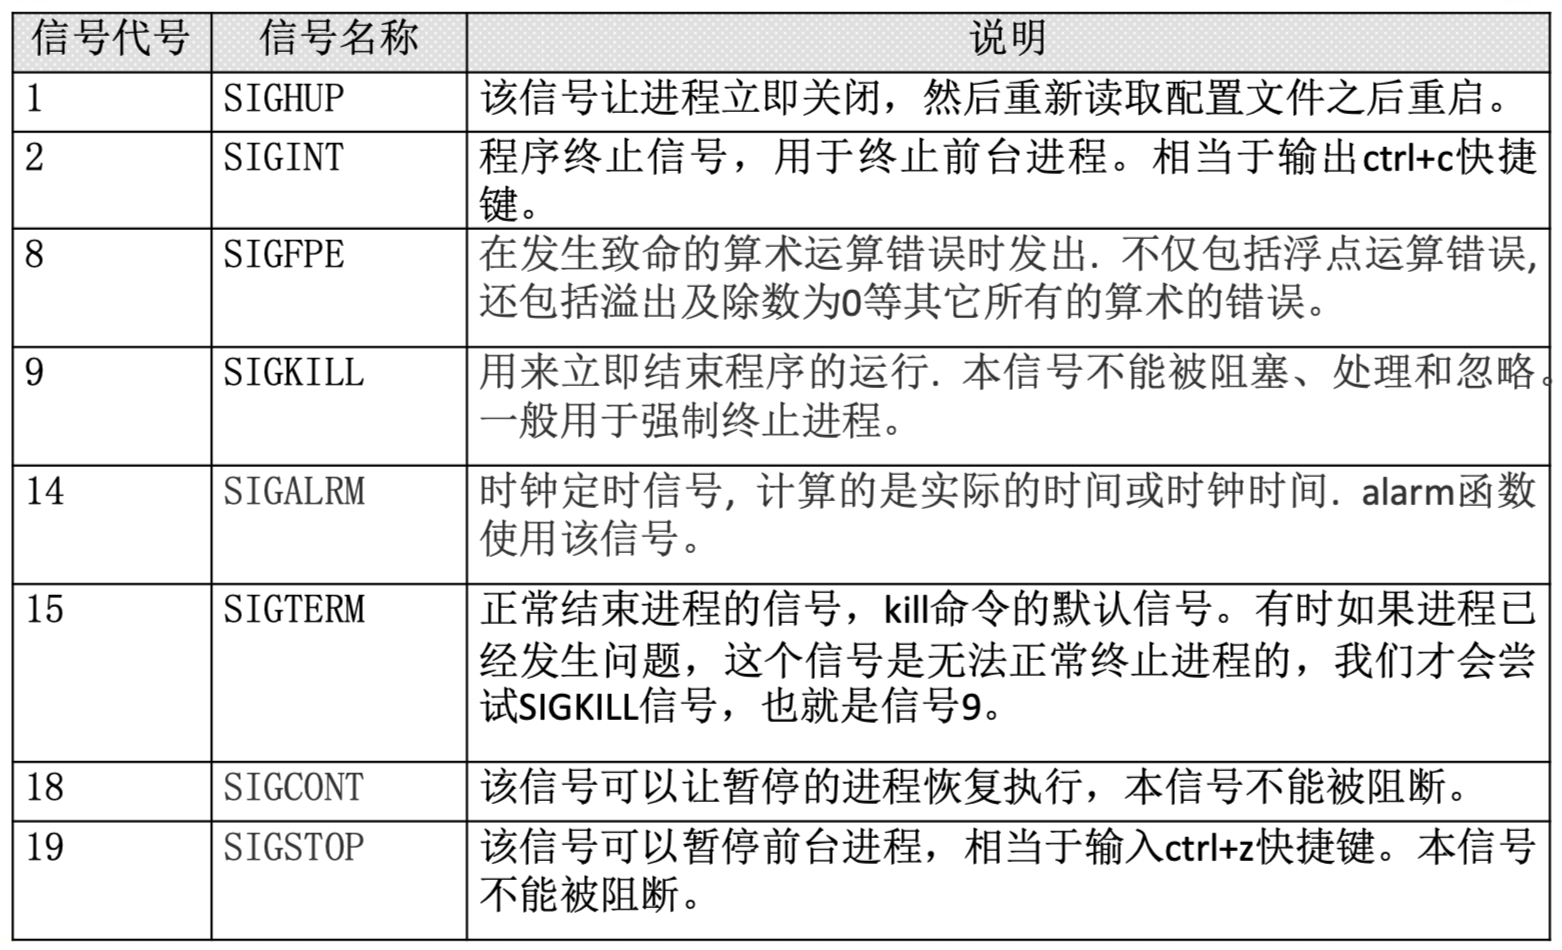 信号代号 信号名称 说明
1 SIGHUP 该信号让进程立即关闭，然后重新读取配置文件之后重启。
2 SIGINT 程序终止信号，用于终止前台进程。相当于输出ctrl+c快捷
键。
8 SIGFPE 在发生致命的算术运算错误时发出. 不仅包括浮点运算错误,
还包括溢出及除数为0等其它所有的算术的错误。
9 SIGKILL 用来立即结束程序的运行. 本信号不能被阻塞、处理和忽略。
一般用于强制终止进程。
14 SIGALRM 时钟定时信号, 计算的是实际的时间或时钟时间. alarm函数
使用该信号。
15 SIGTERM 正常结束进程的信号，kill命令的默认信号。有时如果进程已
经发生问题，这个信号是无法正常终止进程的，我们才会尝
试SIGKILL信号，也就是信号9。
18 SIGCONT 该信号可以让暂停的进程恢复执行，本信号不能被阻断。
19 SIGSTOP 该信号可以暂停前台进程，相当于输入ctrl+z快捷键。本信号
不能被阻断。